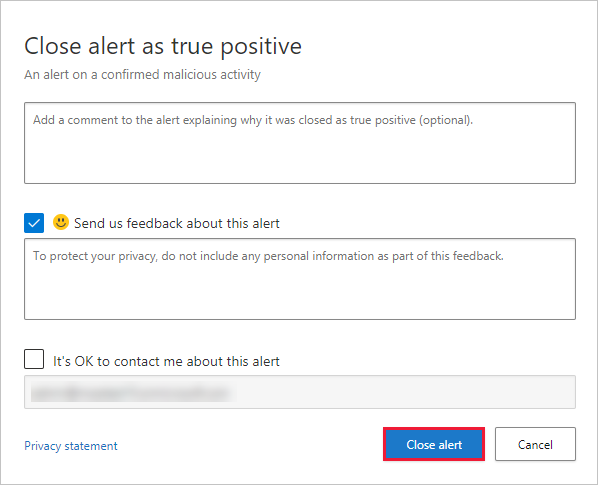 Close alert as true positive
An alert on a confirmed malicious activity
Add a comment to the alert explaining why it was closed as true positive (optional).
Send us feedback about this alert
To protect your privacy, do not include any personal information as part of this feedback.
It's OK to contact me about this alert
Privacy statement
Close alert
Cancel